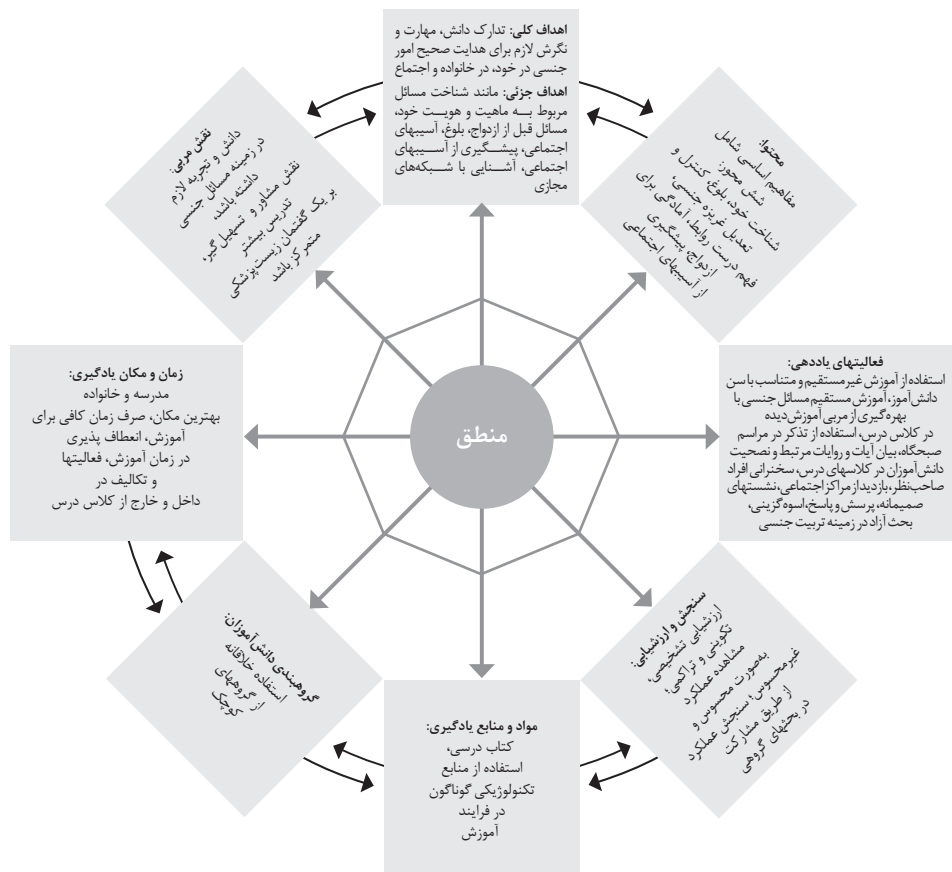 اهداف کلی: تدارک دانش، مهارت و
نگرش لازم برای هدایت صحیح امور
جنسی در خود، در خانواده و اجتماع
اهداف جزئی: مانند شناخت مسائل
مربوط به ماهیت و هویت خود،
مسائل قبل از ازدواج، بلوغ، آسیبهای
اجتماعی، پیشگیری از آسیبهای
اجتماعی، آشنایی با شبکه‌های
مجازی
محتوا:
مفاهیم اساسی شامل
شش محور:
شناخت خود، بلوغ، کنترل و
تعدیل غریزه جنسی،
فهم درست روابط، آمادگی برای
ازدواج، پیشگیری
از آسیبهای اجتماعی
فعالیتهای یاددهی:
استفاده از آموزش غیرمستقیم و متناسب با سن
دانش‌آموز، آموزش مستقیم مسائل جنسی با
بهره‌گیری از مربی آموزش‌دیده
در کلاس درس، استفاده از تذکر در مراسم
صبحگاه، بیان آیات و روایات مرتبط و نصحیت
دانش‌آموزان در کلاسهای درس، سخنرانی افراد
صاحب‌نظر، بازدید از مراکز اجتماعی، نشستهای
صمیمانه، پرسش و پاسخ، اسوه‌گزینی،
بحث آزاد در زمینه تربیت جنسی
سنجش و ارزشیابی:
ارزشیابی تشخیصی،
تکوینی و تراکمی؛
مشاهده عملکرد
به‌صورت محسوس و
غیرمحسوس؛ سنجش عملکرد
از طریق مشارکت
در بحثهای گروهی
مواد و منابع یادگیری:
کتاب درسی،
استفاده از منابع
تکنولوژیکی گوناگون
در فرایند
آموزش
گروهبندی دانش‌آموزان:
استفاده خلاقانه
از گروههای
کوچک
زمان و مکان یادگیری:
مدرسه و خانواده
بهترین مکان، صرف زمان کافی برای
آموزش، انعطاف پذیری
در زمان آموزش، فعالیتها
و تکالیف در
داخل و خارج از کلاس درس
نقش مربی:
دانش و تجربه لازم
در زمینه مسائل جنسی
داشته باشد،
نقش مشاور و تسهیل‌گیر،
تدریس بیشتر
بر یک گفتمان زیست‌پزشکی
متمرکز باشد
منطق